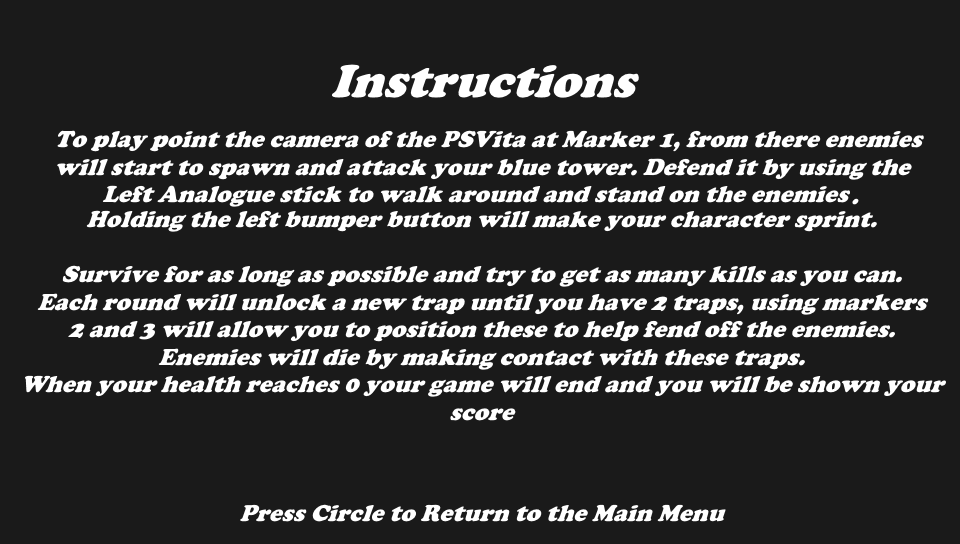 Instructions
To play point the camera of the PSVita at Marker 1, from there enemies
will start to spawn and attack your blue tower. Defend it by using the
Left Analogue stick to walk around and stand on the enemies.
Holding the left bumper button will make your character sprint.
Survive for as long as possible and try to get as many kills as you can.
Each round will unlock a new trap until you have 2 traps, using markers
2 and 3 will allow you to position these to help fend off the enemies.
Enemies will die by making contact with these traps.
When your health reaches 0 your game will end and you will be shown your
score
Press Circle to Return to the Main Menu